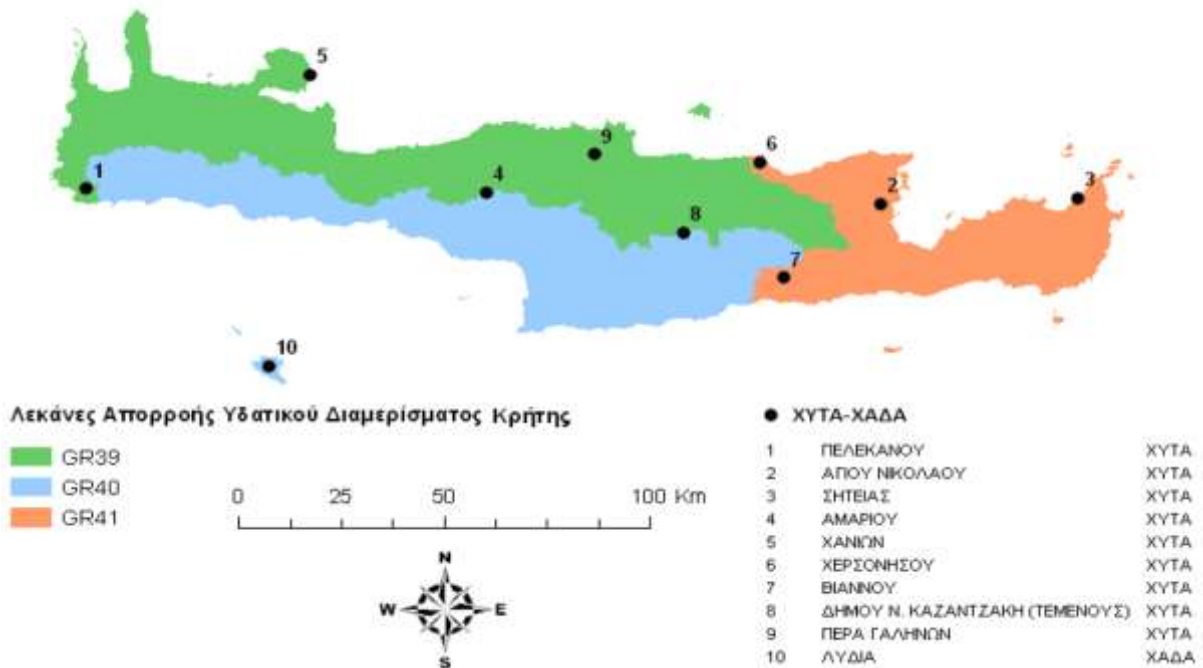 5
9
6
1
4
2
3
8
7
10
Λεκάνες Απορροής Υδατικού Διαμερίσματος Κρήτης
GR39
GR40
GR41
0 25 50 100 Km
N
W E
S
ΧΥΤΑ-ΧΑΔΑ
1 ΠΕΛΕΚΑΝΟΥ ΧΥΤΑ
2 ΑΓΙΟΥ ΝΙΚΟΛΑΟΥ ΧΥΤΑ
3 ΣΗΤΕΙΑΣ ΧΥΤΑ
4 ΑΜΑΡΙΟΥ ΧΥΤΑ
5 ΧΑΝΙΩΝ ΧΥΤΑ
6 ΧΕΡΣΟΝΗΣΟΥ ΧΥΤΑ
7 ΒΙΑΝΝΟΥ ΧΥΤΑ
8 ΔΗΜΟΥ Ν. ΚΑΖΑΝΤΖΑΚΗ (ΤΕΜΕΝΟΥΣ) ΧΥΤΑ
9 ΠΕΡΑ ΓΑΛΗΝΩΝ ΧΥΤΑ
10 ΛΥΔΙΑ ΧΑΔΑ